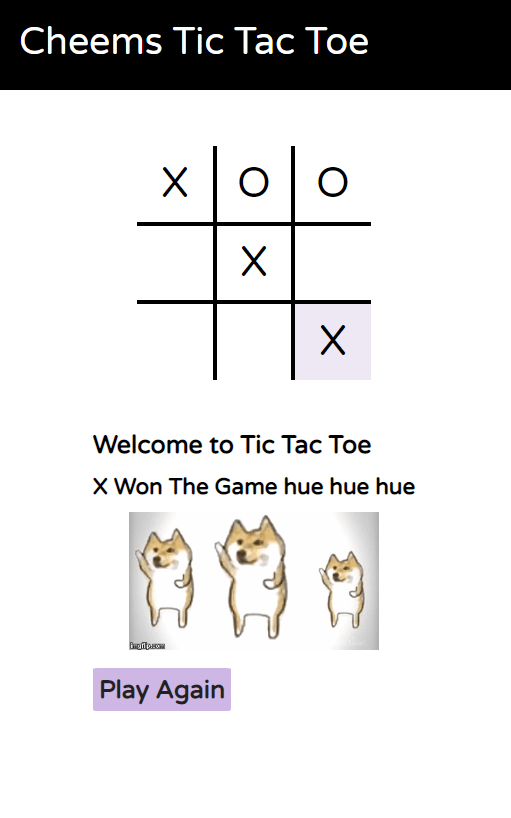 Cheems Tic Tac Toe
X O O
X
X
Welcome to Tic Tac Toe
X Won The Game hue hue hue
imgflip.com
Play Again